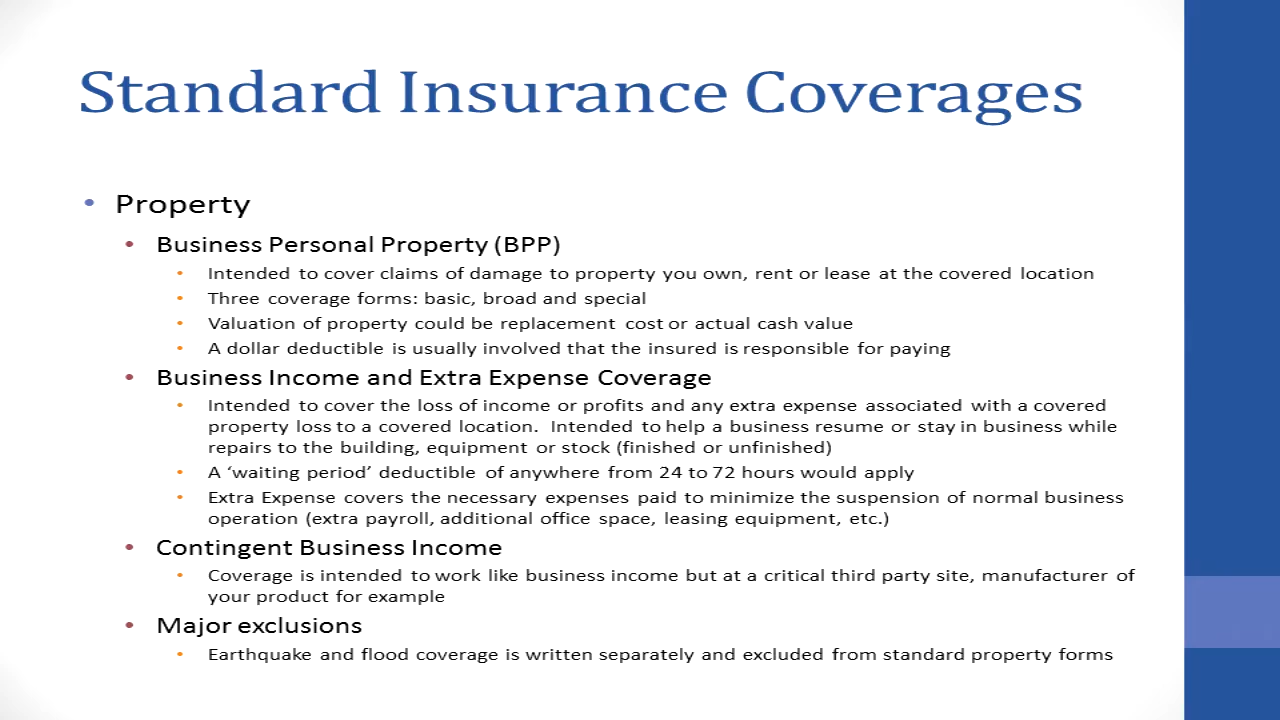 Standard Insurance Coverages
• Property
• Business Personal Property (BPP)
• Intended to cover claims of damage to property you own, rent or lease at the covered location
• Three coverage forms: basic, broad and special
• Valuation of property could be replacement cost or actual cash value
• A dollar deductible is usually involved that the insured is responsible for paying
• Business Income and Extra Expense Coverage
• Intended to cover the loss of income or profits and any extra expense associated with a covered
property loss to a covered location. Intended to help a business resume or stay in business while
repairs to the building, equipment or stock (finished or unfinished)
• A ‘waiting period’ deductible of anywhere from 24 to 72 hours would apply
• Extra Expense covers the necessary expenses paid to minimize the suspension of normal business
operation (extra payroll, additional office space, leasing equipment, etc.)
• Contingent Business Income
• Coverage is intended to work like business income but at a critical third party site, manufacturer of
your product for example
• Major exclusions
• Earthquake and flood coverage is written separately and excluded from standard property forms